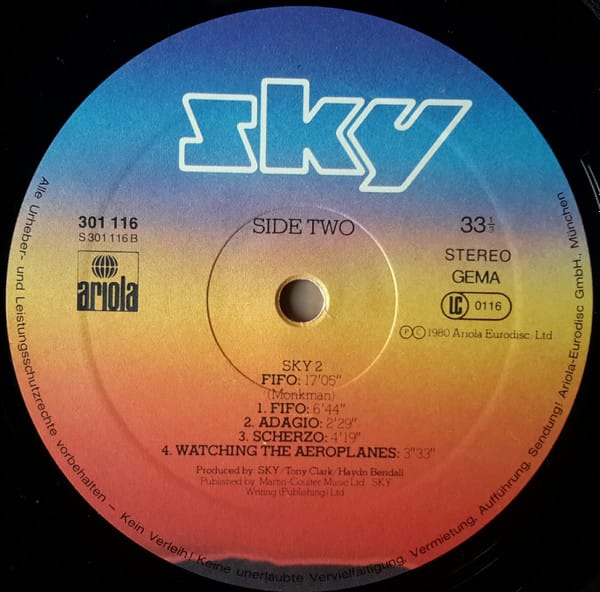 sky
301 116
S 301 116 B
ariola
SIDE TWO
33 1/3
STEREO
GEMA
LC 0116
Ⓟ Ⓒ 1980 Ariola Eurodisc. Ltd
SKY 2
FIFO: 17'05"
(Monkman)
1. FIFO: 6'44"
2. ADAGIO: 2'29"
3. SCHERZO: 4'19"
4. WATCHING THE AEROPLANES: 3"33"
Produced by: SKY/Tony Clark/Haydn Bendall
Published by Martin-Coulter Music Ltd SKY
Writing (Publishing) Ltd
Alle Urheber- und Leistungsschutzrechte vorbehalten – Kein Verleih! Keine unerlaubte Vervielfältigung, Vermietung, Aufführung, Sendung! Ariola-Eurodisc GmbH., München